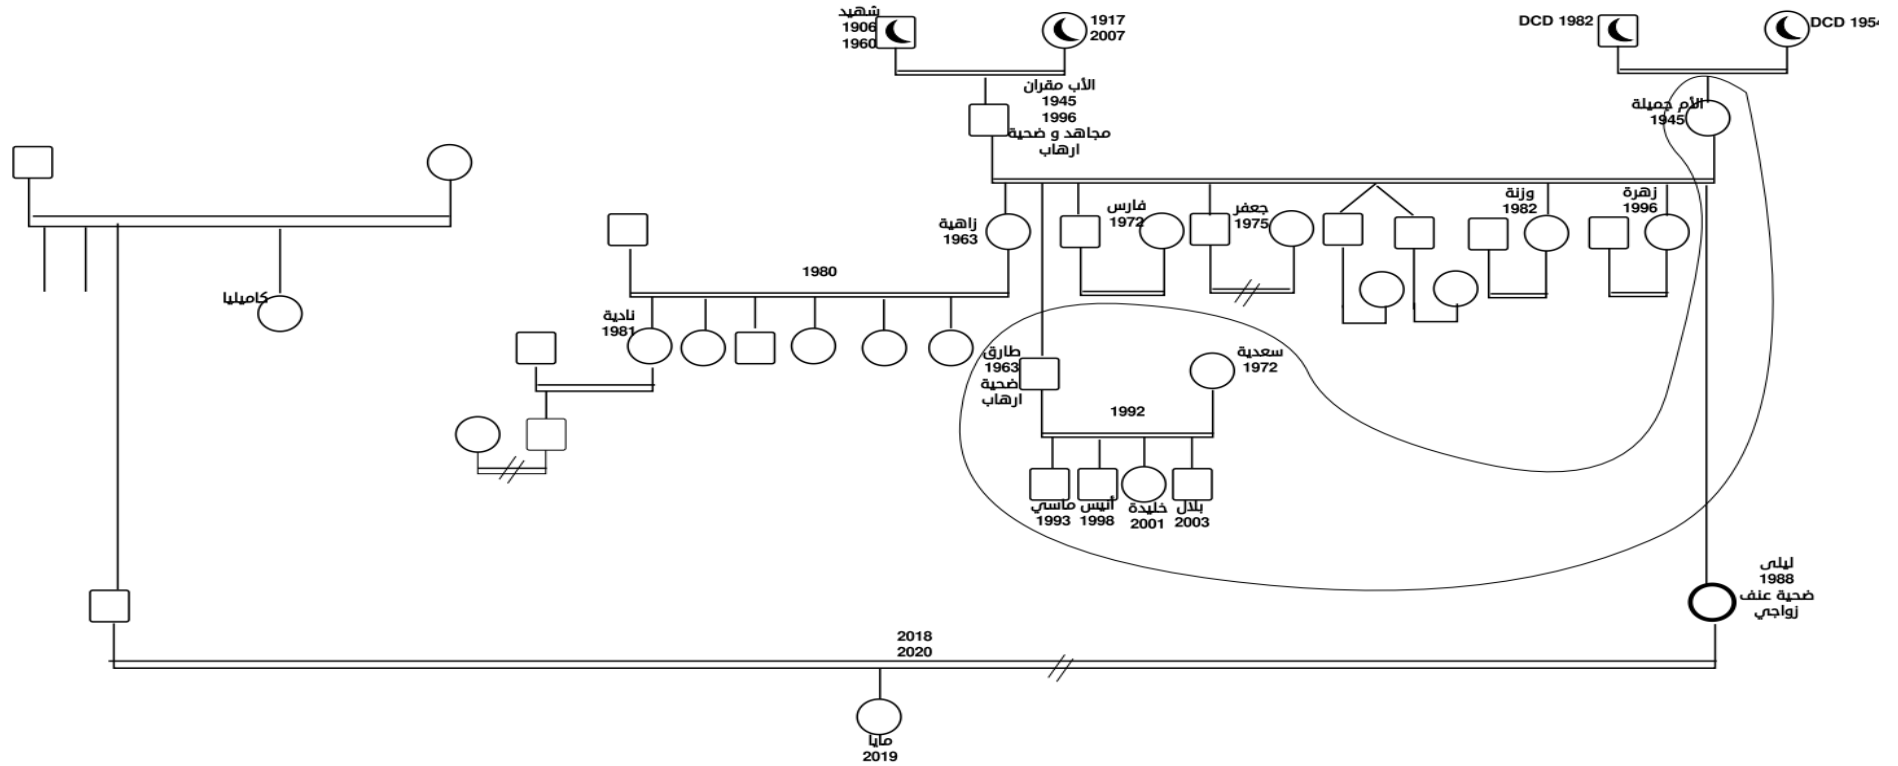 شهيد
1906
1960
1917
2007
DCD 1982
DCD 1954
الأب مقران
1945
1996
مجاهد و ضحية
ارهاب
الأم جميلة
1945
زاهية
1963
فارس
1972
جعفر
1975
وزنة
1982
زهرة
1996
1980
كاميليا
نادية
1981
طارق
1963
ضحية
ارهاب
سعدية
1972
1992
ماسي
1993
أنيس
1998
خليدة
2001
بلال
2003
ليلى
1988
ضحية عنف
زواجي
2018
2020
مايا
2019